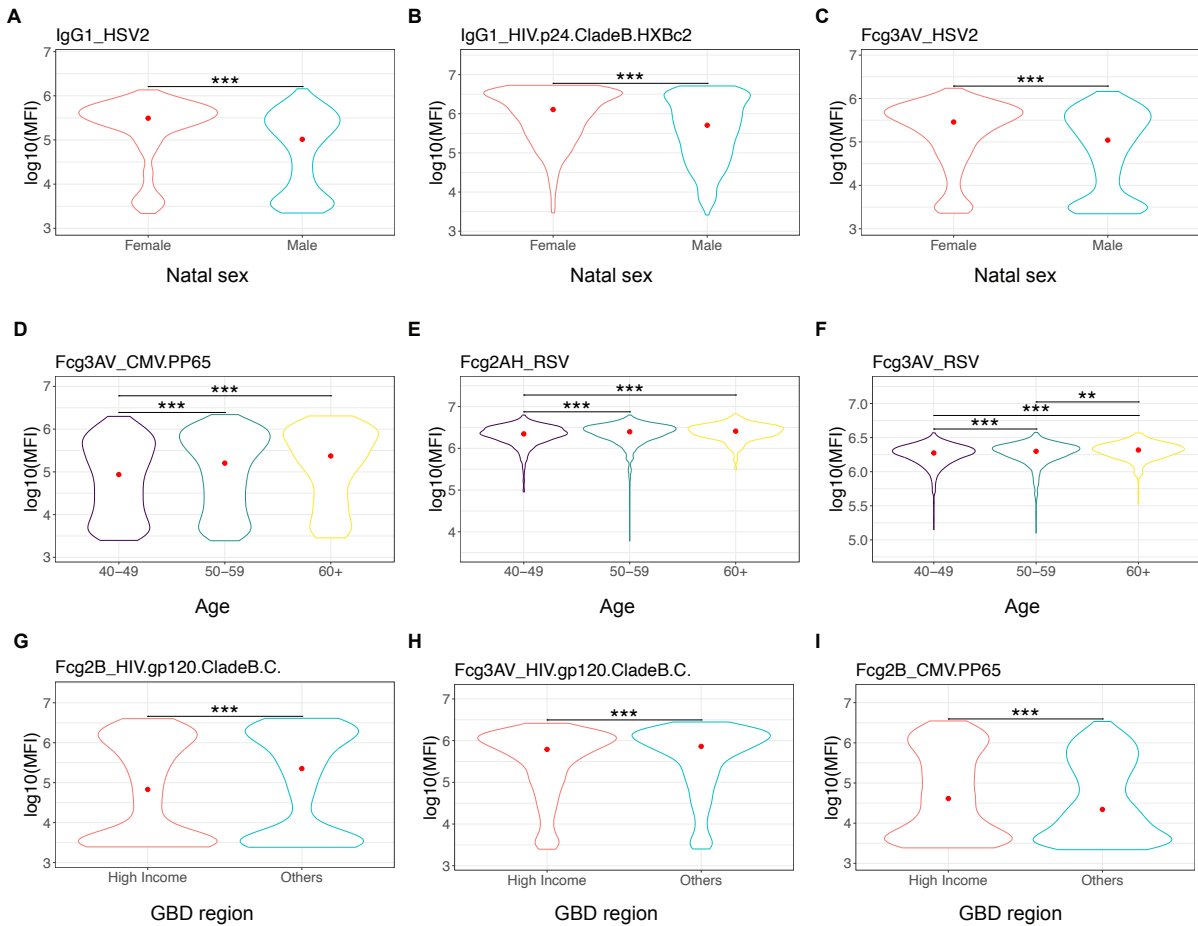 A
IgG1_HSV2
7
6
5
4
3
log10(MFI)
***
Female
Male
Natal sex
B
IgG1_HIV.p24.CladeB.HXBc2
7
6
5
4
3
log10(MFI)
***
Female
Male
Natal sex
C
Fcg3AV_HSV2
7
6
5
4
3
log10(MFI)
***
Female
Male
Natal sex
D
Fcg3AV_CMV.PP65
7
6
5
4
3
log10(MFI)
***
***
40−49
50−59
60+
Age
E
Fcg2AH_RSV
7
6
5
4
log10(MFI)
***
***
40−49
50−59
60+
Age
F
Fcg3AV_RSV
7.0
6.5
6.0
5.5
5.0
log10(MFI)
**
***
***
40−49
50−59
60+
Age
G
Fcg2B_HIV.gp120.CladeB.C.
7
6
5
4
3
log10(MFI)
***
High Income
Others
GBD region
H
Fcg3AV_HIV.gp120.CladeB.C.
7
6
5
4
3
log10(MFI)
***
High Income
Others
GBD region
I
Fcg2B_CMV.PP65
7
6
5
4
3
log10(MFI)
***
High Income
Others
GBD region